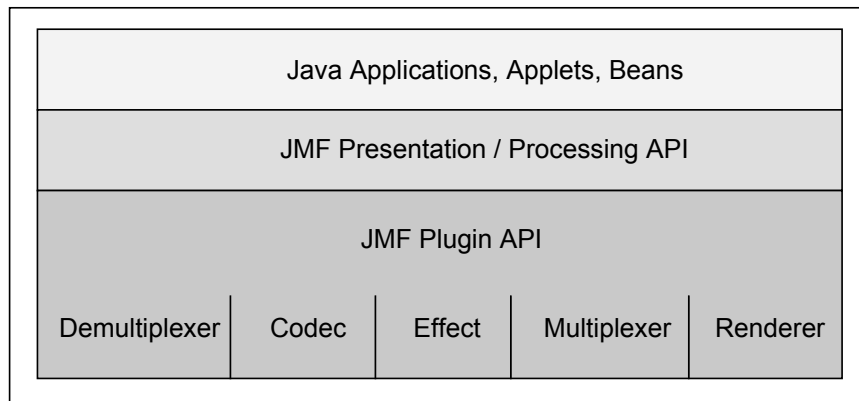 Java Applications, Applets, Beans
JMF Presentation / Processing API
JMF Plugin API
Demultiplexer Codec Effect Multiplexer Renderer